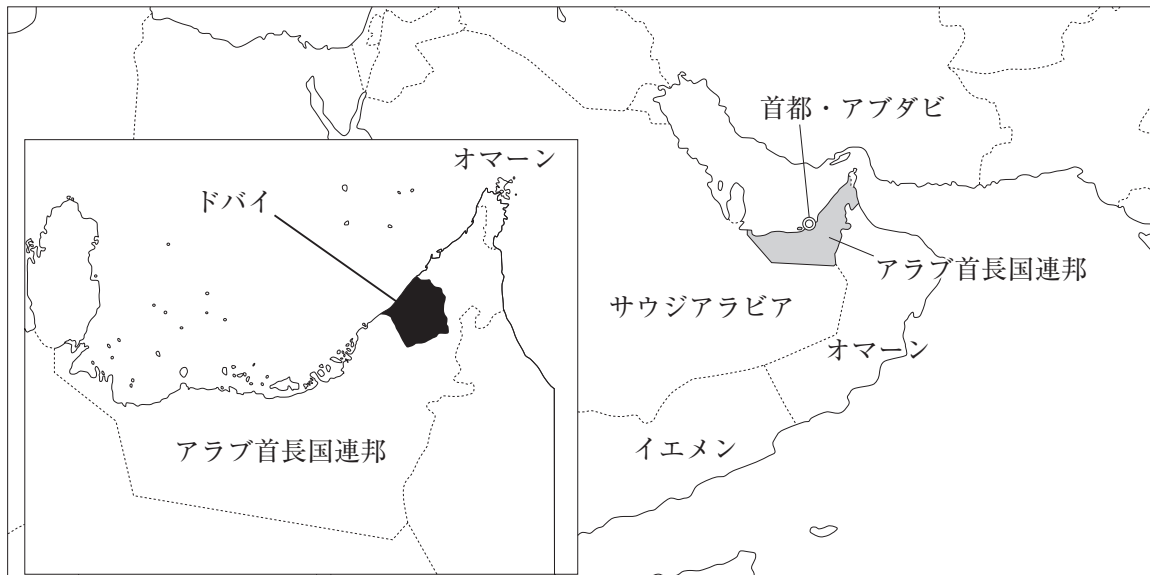 首都・アブダビ
オマーン
ドバイ
アラブ首長国連邦
サウジアラビア
オマーン
イエメン
アラブ首長国連邦